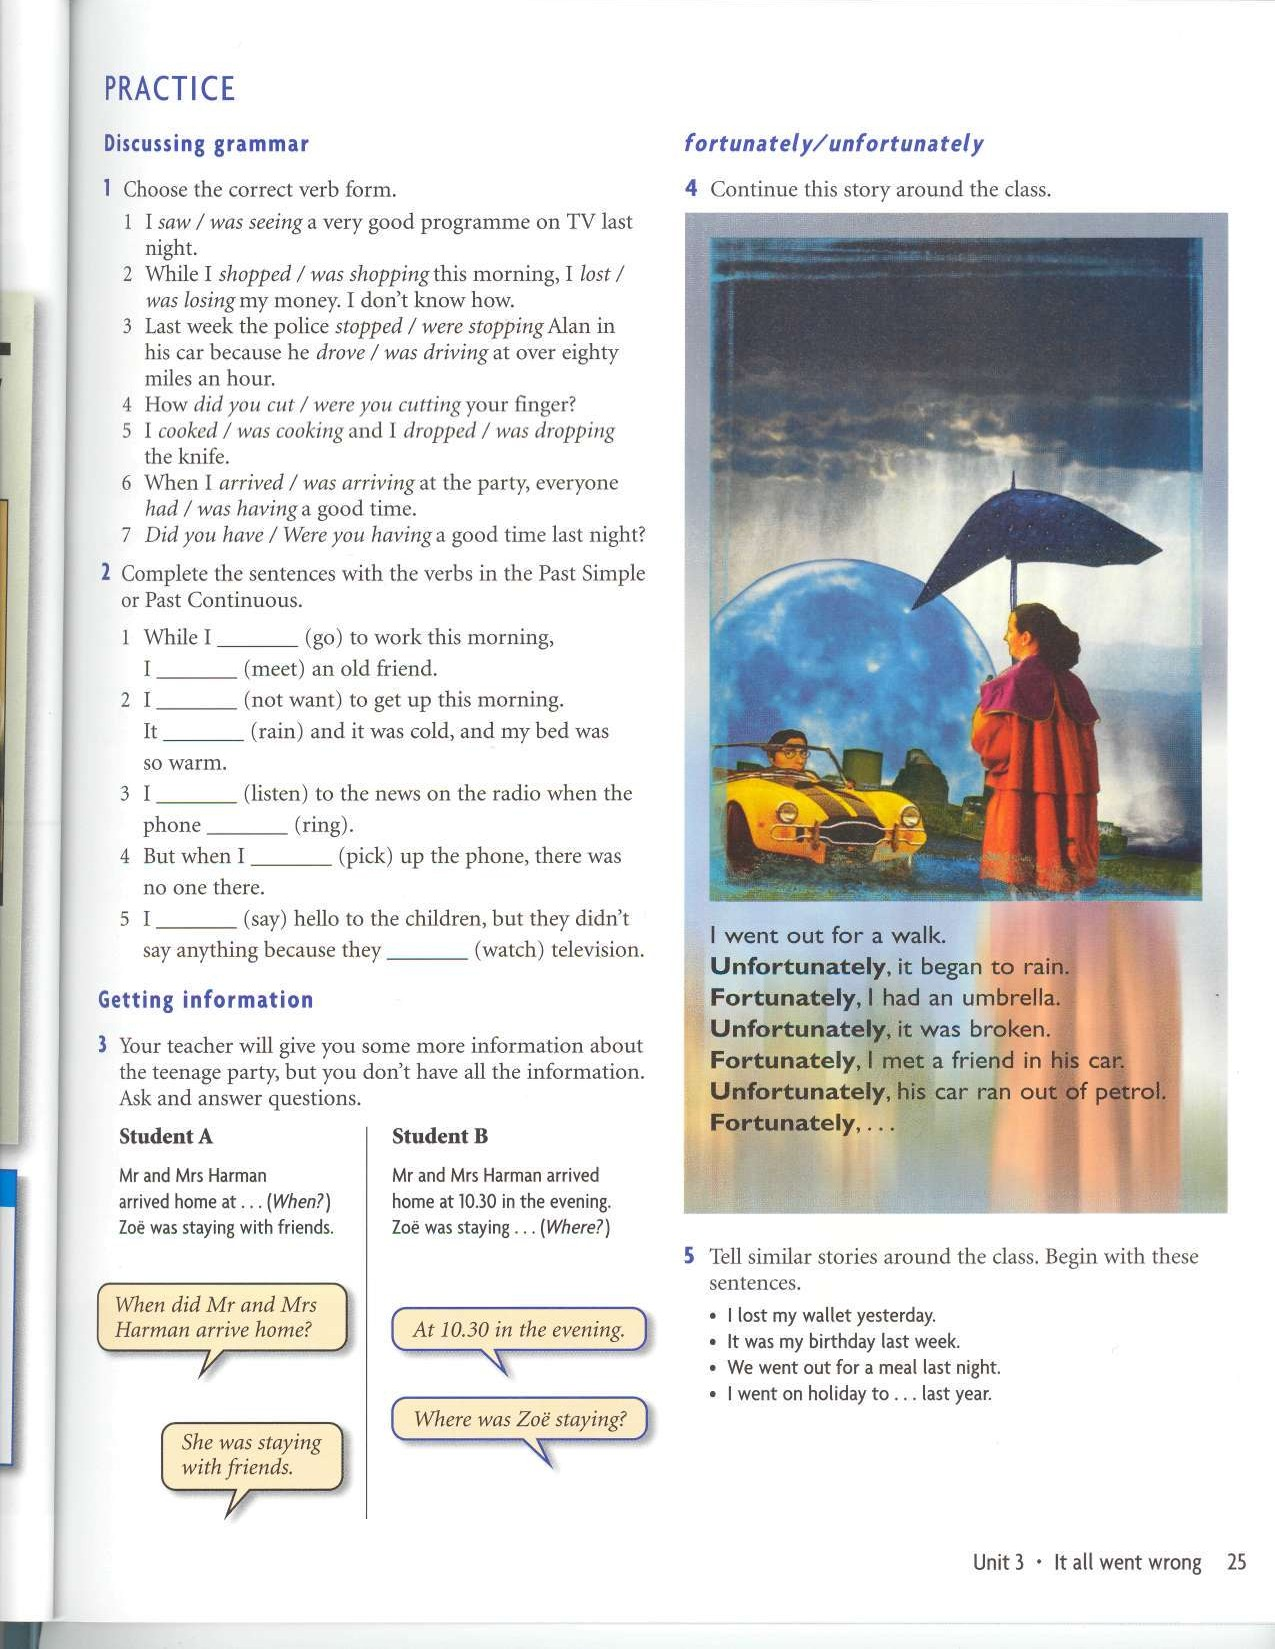 PRACTICE
Discussing grammar
1 Choose the correct verb form.
1 I saw / was seeing a very good programme on TV last
night.
2 While I shopped / was shopping this morning, I lost /
was losing my money. I don't know how.
3 Last week the police stopped / were stopping Alan in
his car because he drove / was driving at over eighty
miles an hour.
4 How did you cut / were you cutting your finger?
5 I cooked / was cooking and I dropped / was dropping
the knife.
6 When I arrived / was arriving at the party, everyone
had / was having a good time.
7 Did you have / Were you having a good time last night?
2 Complete the sentences with the verbs in the Past Simple
or Past Continuous.
1 While I ________ (go) to work this morning,
I ________ (meet) an old friend.
2 I ________ (not want) to get up this morning.
It ________ (rain) and it was cold, and my bed was
so warm.
3 I ________ (listen) to the news on the radio when the
phone ________ (ring).
4 But when I ________ (pick) up the phone, there was
no one there.
5 I ________ (say) hello to the children, but they didn't
say anything because they ________ (watch) television.
Getting information
3 Your teacher will give you some more information about
the teenage party, but you don't have all the information.
Ask and answer questions.
Student A
Mr and Mrs Harman
arrived home at . . . (When?)
Zoë was staying with friends.
When did Mr and Mrs
Harman arrive home?
She was staying
with friends.
Student B
Mr and Mrs Harman arrived
home at 10.30 in the evening.
Zoë was staying . . . (Where?)
At 10.30 in the evening.
Where was Zoë staying?
fortunately/unfortunately
4 Continue this story around the class.
I went out for a walk.
Unfortunately, it began to rain.
Fortunately, I had an umbrella.
Unfortunately, it was broken.
Fortunately, I met a friend in his car.
Unfortunately, his car ran out of petrol.
Fortunately, . . .
5 Tell similar stories around the class. Begin with these
sentences.
• I lost my wallet yesterday.
• It was my birthday last week.
• We went out for a meal last night.
• I went on holiday to . . . last year.
Unit 3 • It all went wrong 25